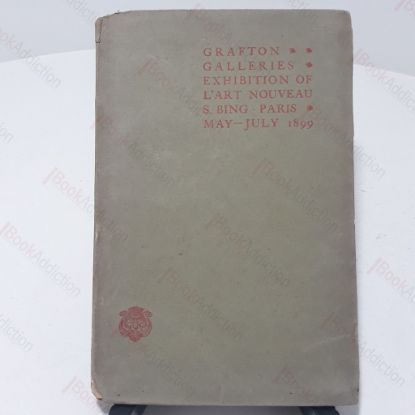 GRAFTON
GALLERIES
EXHIBITION OF
L'ART NOUVEAU
S. BING · PARIS
MAY—JULY 1899